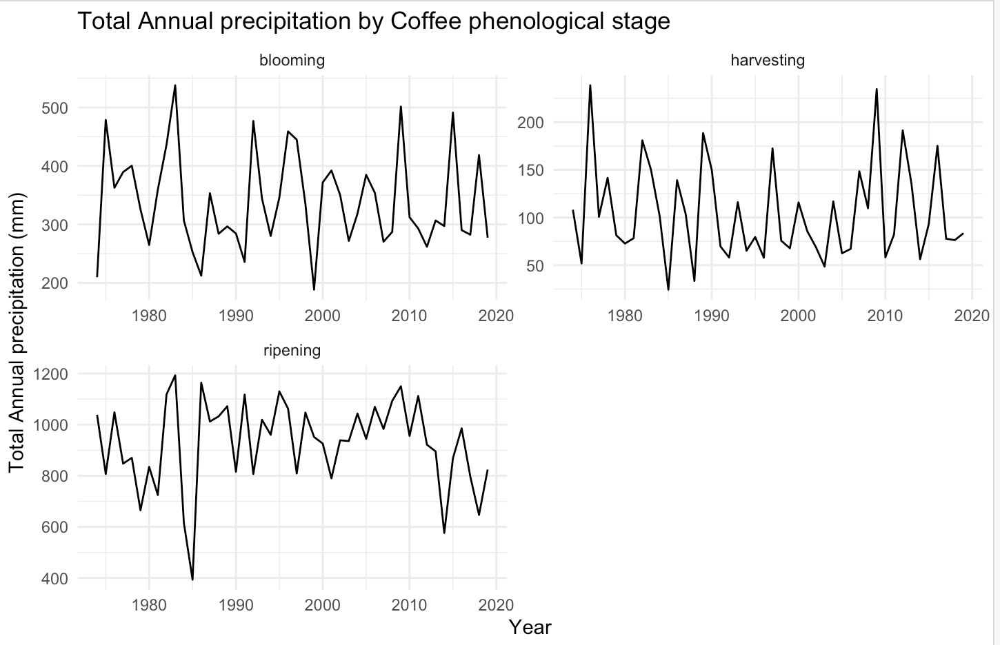 Total Annual precipitation by Coffee phenological stage
blooming
harvesting
500
400
300
200
200
150
100
50
1980 1990 2000 2010 2020
1980 1990 2000 2010 2020
ripening
1200
1000
800
600
400
1980 1990 2000 2010 2020
Total Annual precipitation (mm)
Year